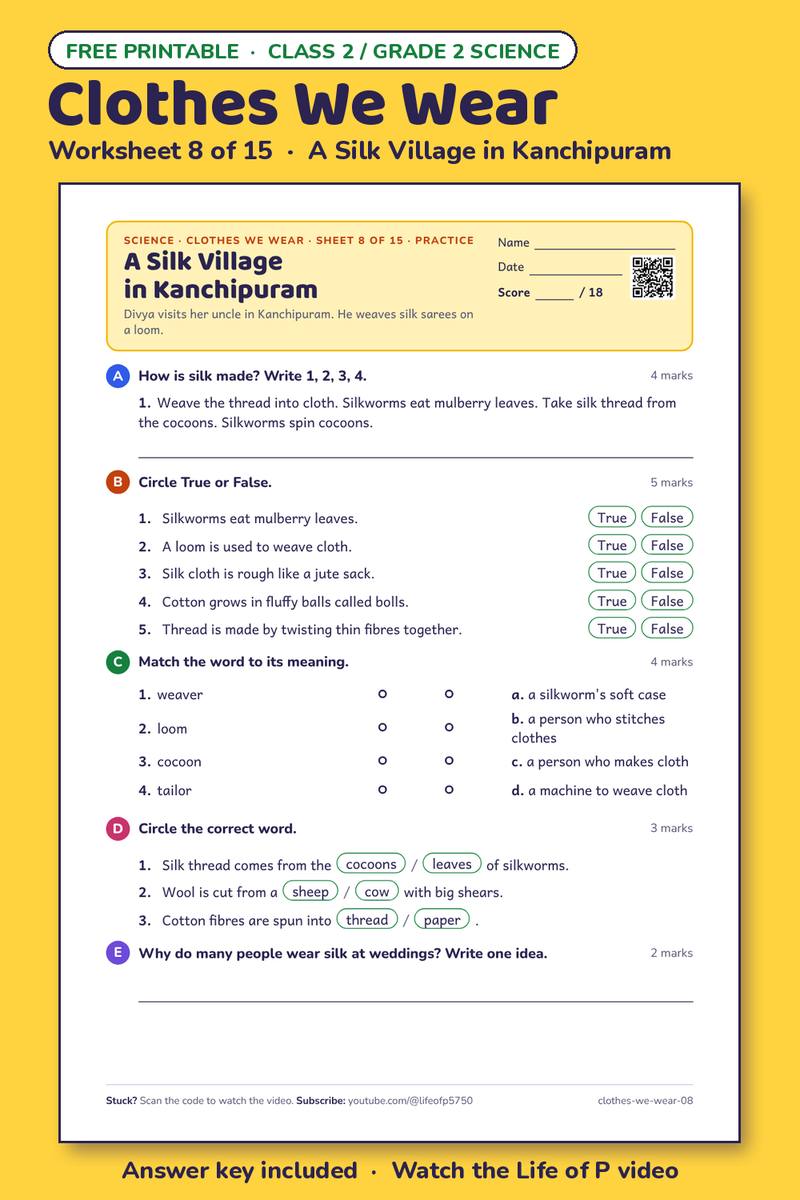 FREE PRINTABLE · CLASS 2 / GRADE 2 SCIENCE
Clothes We Wear
Worksheet 8 of 15 · A Silk Village in Kanchipuram
SCIENCE · CLOTHES WE WEAR · SHEET 8 OF 15 · PRACTICE
A Silk Village
in Kanchipuram
Divya visits her uncle in Kanchipuram. He weaves silk sarees on
a loom.
Name
Date
Score / 18
A How is silk made? Write 1, 2, 3, 4. 4 marks
1. Weave the thread into cloth. Silkworms eat mulberry leaves. Take silk thread from
the cocoons. Silkworms spin cocoons.
B Circle True or False. 5 marks
1. Silkworms eat mulberry leaves. True False
2. A loom is used to weave cloth. True False
3. Silk cloth is rough like a jute sack. True False
4. Cotton grows in fluffy balls called bolls. True False
5. Thread is made by twisting thin fibres together. True False
C Match the word to its meaning. 4 marks
1. weaver a. a silkworm's soft case
2. loom b. a person who stitches
clothes
3. cocoon c. a person who makes cloth
4. tailor d. a machine to weave cloth
D Circle the correct word. 3 marks
1. Silk thread comes from the cocoons / leaves of silkworms.
2. Wool is cut from a sheep / cow with big shears.
3. Cotton fibres are spun into thread / paper .
E Why do many people wear silk at weddings? Write one idea. 2 marks
Stuck? Scan the code to watch the video. Subscribe: youtube.com/@lifeofp5750 clothes-we-wear-08
Answer key included · Watch the Life of P video